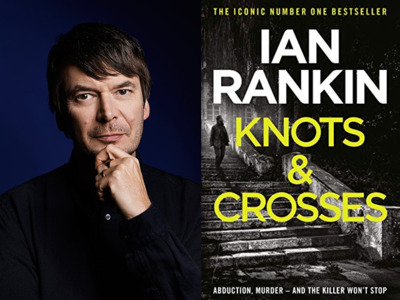 THE ICONIC NUMBER ONE BESTSELLER
IAN
RANKIN
KNOTS
&
CROSSES
ABDUCTION, MURDER – AND THE KILLER WON'T STOP